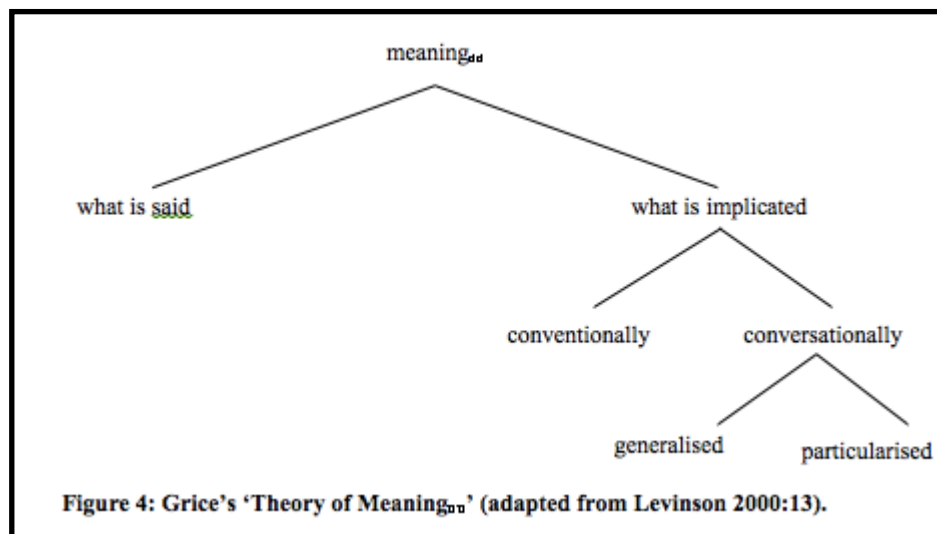 meaning
what is said
what is implicated
conventionally
conversationally
generalised
particularised
Figure 4: Grice's 'Theory of Meaning' (adapted from Levinson 2000:13).